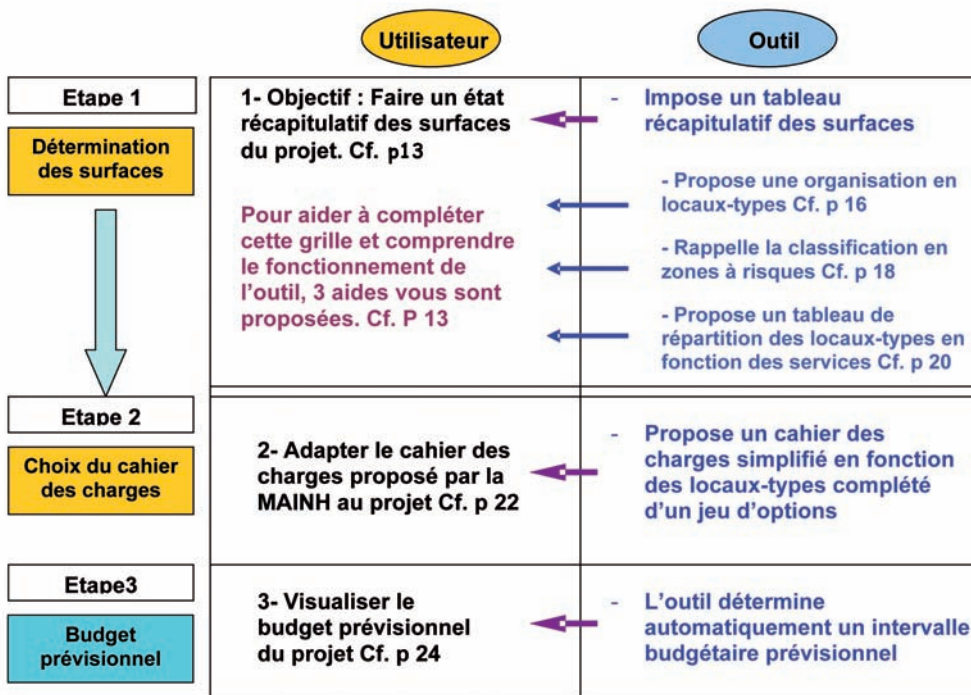 Utilisateur
Outil
Etape 1
Détermination
des surfaces
1- Objectif : Faire un état
récapitulatif des surfaces
du projet. Cf. p13
- Impose un tableau
récapitulatif des surfaces
Pour aider à compléter
cette grille et comprendre
le fonctionnement de
l'outil, 3 aides vous sont
proposées. Cf. P 13
- Propose une organisation en
locaux-types Cf. p 16
- Rappelle la classification en
zones à risques Cf. p 18
- Propose un tableau de
répartition des locaux-types en
fonction des services Cf. p 20
Etape 2
Choix du cahier
des charges
2- Adapter le cahier des
charges proposé par la
MAINH au projet Cf. p 22
- Propose un cahier des
charges simplifié en fonction
des locaux-types complété
d'un jeu d'options
Etape3
Budget
prévisionnel
3- Visualiser le
budget prévisionnel
du projet Cf. p 24
- L'outil détermine
automatiquement un intervalle
budgétaire prévisionnel